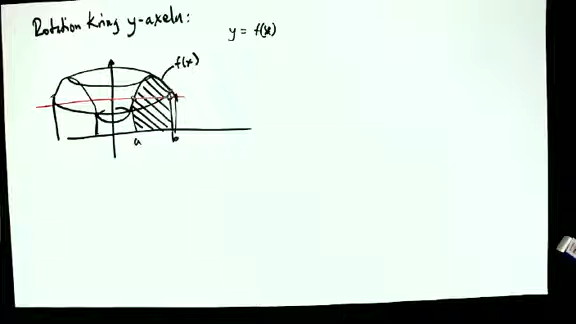 Rotation kring y-axeln:
y = f(x)
f(x)
a b